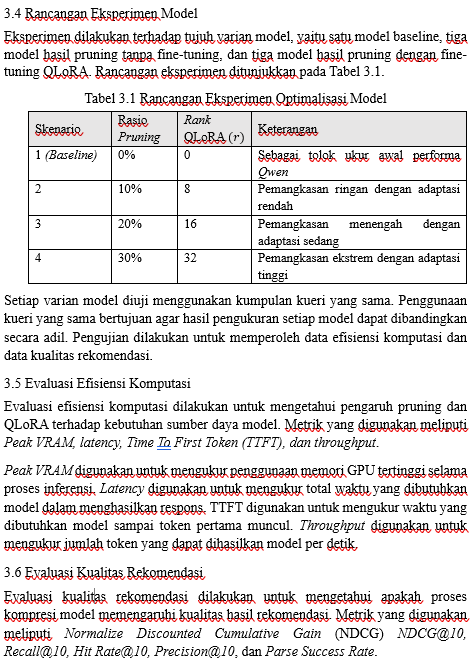 3.4 Rancangan Eksperimen Model
Eksperimen dilakukan terhadap tujuh varian model, yaitu satu model baseline, tiga
model hasil pruning tanpa fine-tuning, dan tiga model hasil pruning dengan fine-
tuning QLoRA. Rancangan eksperimen ditunjukkan pada Tabel 3.1.
Tabel 3.1 Rancangan Eksperimen Optimalisasi Model
Skenario Rasio Pruning Rank QLoRA (r) Keterangan
1 (Baseline) 0% 0 Sebagai tolok ukur awal performa
Qwen
2 10% 8 Pemangkasan ringan dengan adaptasi
rendah
3 20% 16 Pemangkasan menengah dengan
adaptasi sedang
4 30% 32 Pemangkasan ekstrem dengan adaptasi
tinggi
Setiap varian model diuji menggunakan kumpulan kueri yang sama. Penggunaan
kueri yang sama bertujuan agar hasil pengukuran setiap model dapat dibandingkan
secara adil. Pengujian dilakukan untuk memperoleh data efisiensi komputasi dan
data kualitas rekomendasi.
3.5 Evaluasi Efisiensi Komputasi
Evaluasi efisiensi komputasi dilakukan untuk mengetahui pengaruh pruning dan
QLoRA terhadap kebutuhan sumber daya model. Metrik yang digunakan meliputi
Peak VRAM, latency, Time To First Token (TTFT), dan throughput.
Peak VRAM digunakan untuk mengukur penggunaan memori GPU tertinggi selama
proses inferensi. Latency digunakan untuk mengukur total waktu yang dibutuhkan
model dalam menghasilkan respons. TTFT digunakan untuk mengukur waktu yang
dibutuhkan model sampai token pertama muncul. Throughput digunakan untuk
mengukur jumlah token yang dapat dihasilkan model per detik.
3.6 Evaluasi Kualitas Rekomendasi
Evaluasi kualitas rekomendasi dilakukan untuk mengetahui apakah proses
kompresi model memengaruhi kualitas hasil rekomendasi. Metrik yang digunakan
meliputi Normalize Discounted Cumulative Gain (NDCG) NDCG@10,
Recall@10, Hit Rate@10, Precision@10, dan Parse Success Rate.